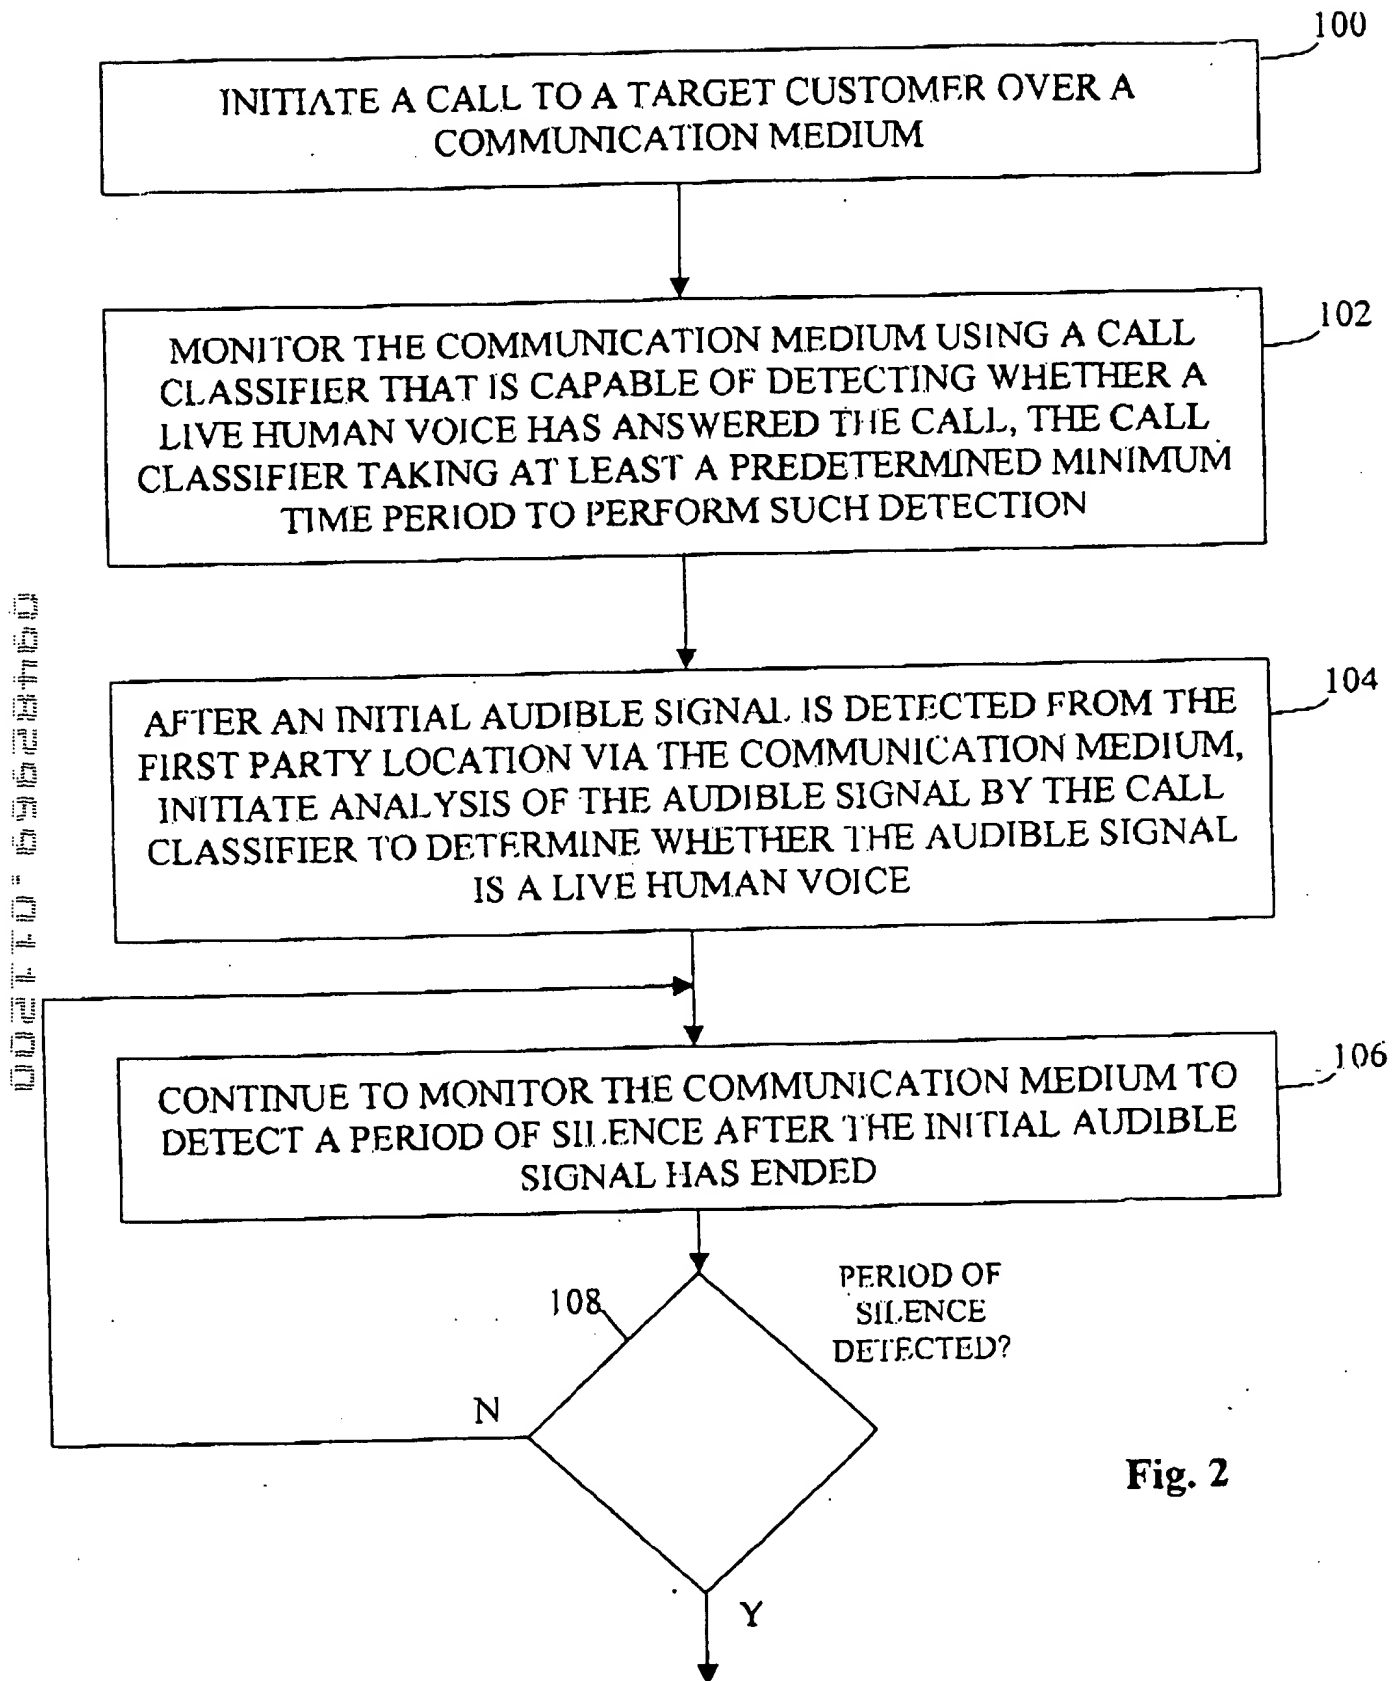 100
INITIATE A CALL TO A TARGET CUSTOMER OVER A
COMMUNICATION MEDIUM
102
MONITOR THE COMMUNICATION MEDIUM USING A CALL
CLASSIFIER THAT IS CAPABLE OF DETECTING WHETHER A
LIVE HUMAN VOICE HAS ANSWERED THE CALL, THE CALL
CLASSIFIER TAKING AT LEAST A PREDETERMINED MINIMUM
TIME PERIOD TO PERFORM SUCH DETECTION
104
AFTER AN INITIAL AUDIBLE SIGNAL IS DETECTED FROM THE
FIRST PARTY LOCATION VIA THE COMMUNICATION MEDIUM,
INITIATE ANALYSIS OF THE AUDIBLE SIGNAL BY THE CALL
CLASSIFIER TO DETERMINE WHETHER THE AUDIBLE SIGNAL
IS A LIVE HUMAN VOICE
106
CONTINUE TO MONITOR THE COMMUNICATION MEDIUM TO
DETECT A PERIOD OF SILENCE AFTER THE INITIAL AUDIBLE
SIGNAL HAS ENDED
108
PERIOD OF
SILENCE
DETECTED?
N
Y
Fig. 2